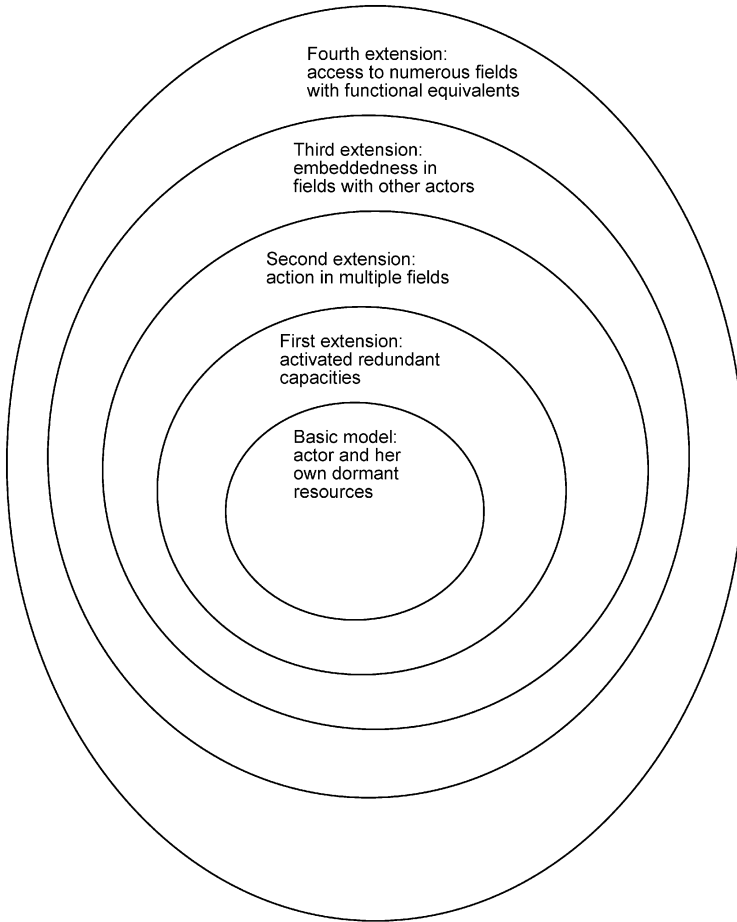 Fourth extension:
access to numerous fields
with functional equivalents
Third extension:
embeddedness in
fields with other actors
Second extension:
action in multiple fields
First extension:
activated redundant
capacities
Basic model:
actor and her
own dormant
resources